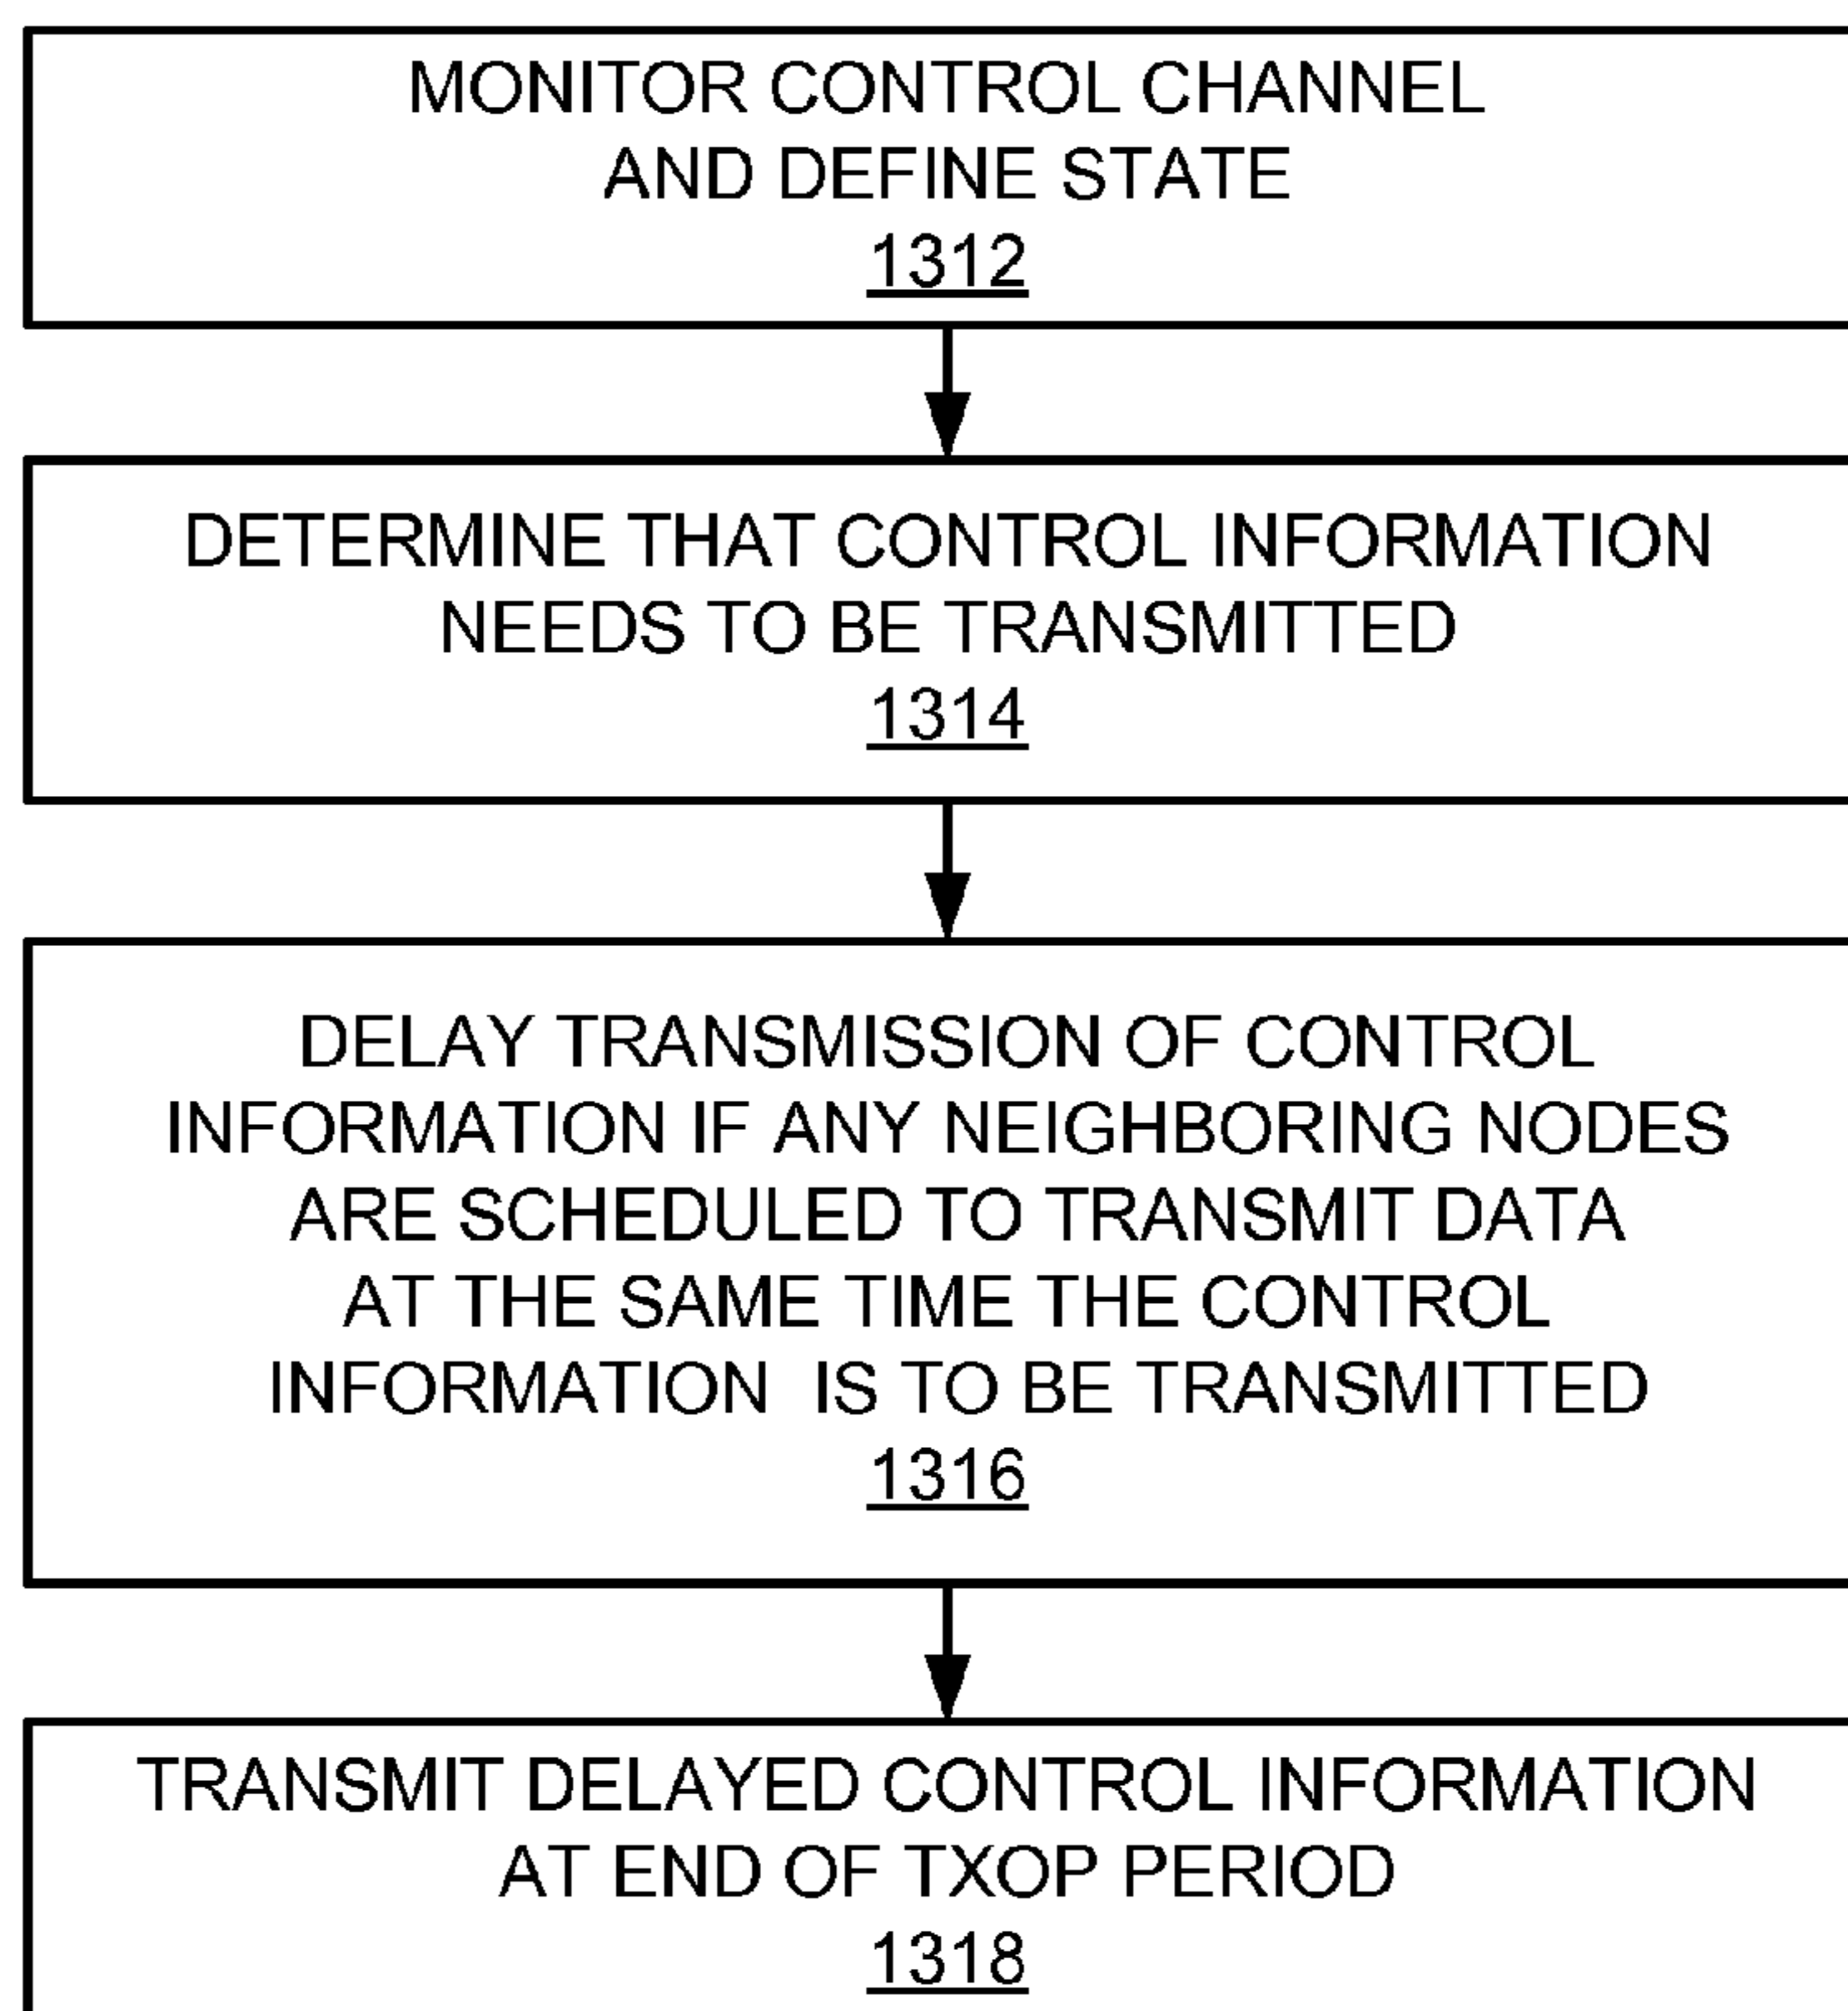 MONITOR CONTROL CHANNEL
AND DEFINE STATE
1312
DETERMINE THAT CONTROL INFORMATION
NEEDS TO BE TRANSMITTED
1314
DELAY TRANSMISSION OF CONTROL
INFORMATION IF ANY NEIGHBORING NODES
ARE SCHEDULED TO TRANSMIT DATA
AT THE SAME TIME THE CONTROL
INFORMATION IS TO BE TRANSMITTED
1316
TRANSMIT DELAYED CONTROL INFORMATION
AT END OF TXOP PERIOD
1318